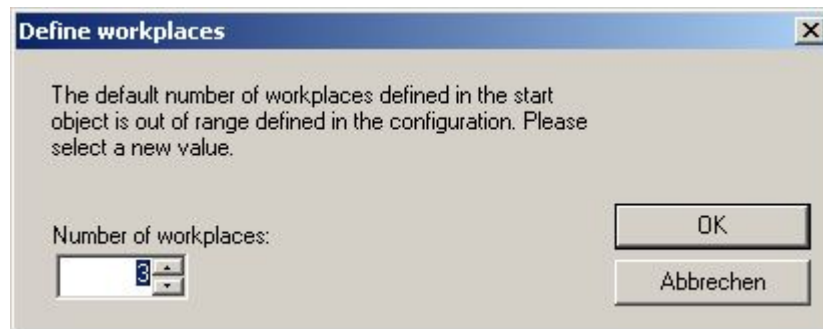 Define workplaces
The default number of workplaces defined in the start
object is out of range defined in the configuration. Please
select a new value.
Number of workplaces:
3
OK
Abbrechen